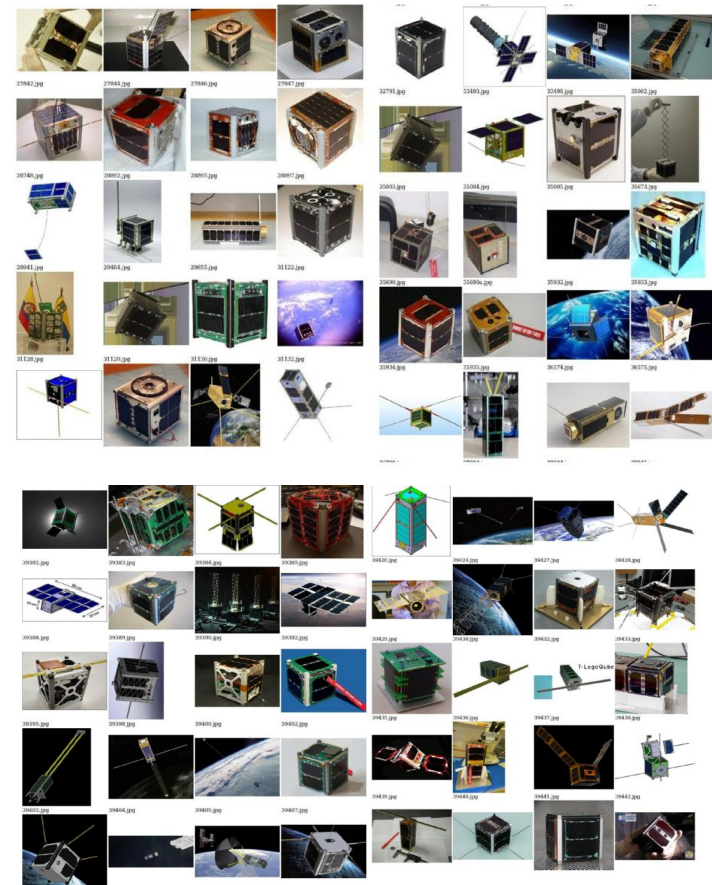 27842.jpg 27844.jpg 27846.jpg 27847.jpg
28748.jpg 28892.jpg 28895.jpg 28897.jpg
28941.jpg 29464.jpg 29655.jpg 31122.jpg
31128.jpg 31129.jpg 31130.jpg 31132.jpg
32791.jpg 33493.jpg 33498.jpg 35002.jpg
35003.jpg 35004.jpg 35005.jpg 35673.jpg
35690.jpg 35690a.jpg 35932.jpg 35933.jpg
35934.jpg 35935.jpg 36574.jpg 36575.jpg
39382.jpg 39383.jpg 39384.jpg 39385.jpg
39388.jpg 39389.jpg 39390.jpg 39392.jpg
39395.jpg 39398.jpg 39400.jpg 39402.jpg
39403.jpg 39404.jpg 39405.jpg 39407.jpg
39420.jpg 39424.jpg 39427.jpg 39428.jpg
39429.jpg 39430.jpg 39432.jpg 39433.jpg
T-LogoQube
39435.jpg 39436.jpg 39437.jpg 39438.jpg
39439.jpg 39440.jpg 39441.jpg 39442.jpg